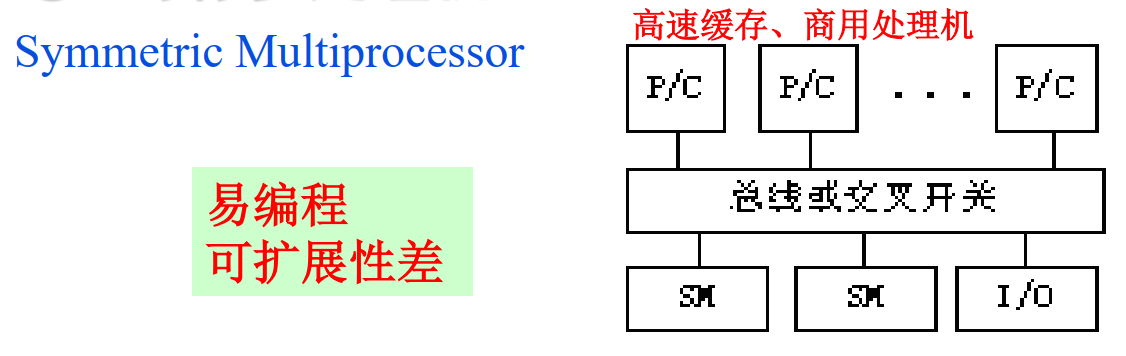 Symmetric Multiprocessor
易编程
可扩展性差
高速缓存、商用处理机
P/C P/C ... P/C
总线或交叉开关
SM SM I/O